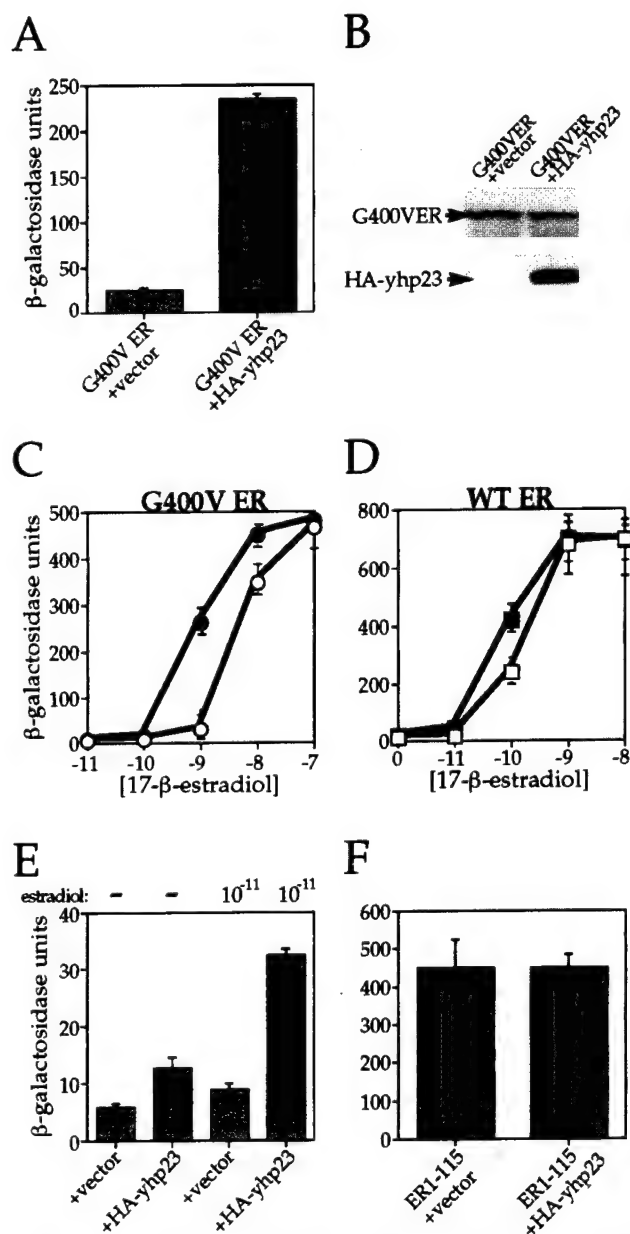 A
β-galactosidase units
250
200
150
100
50
0
G400V ER
+vector
G400V ER
+HA-yhp23
B
G400VER
+vector
G400VER
+HA-yhp23
G400VER
HA-yhp23
C
G400V ER
β-galactosidase units
500
400
300
200
100
0
-11
-10
-9
-8
-7
[17-β-estradiol]
D
WT ER
800
600
400
200
0
0
-11
-10
-9
-8
[17-β-estradiol]
E
estradiol: - - 10-11 10-11
β-galactosidase units
40
30
20
10
0
+vector
+HA-yhp23
+vector
+HA-yhp23
F
600
500
400
300
200
100
0
ER1-115
+vector
ER1-115
+HA-yhp23